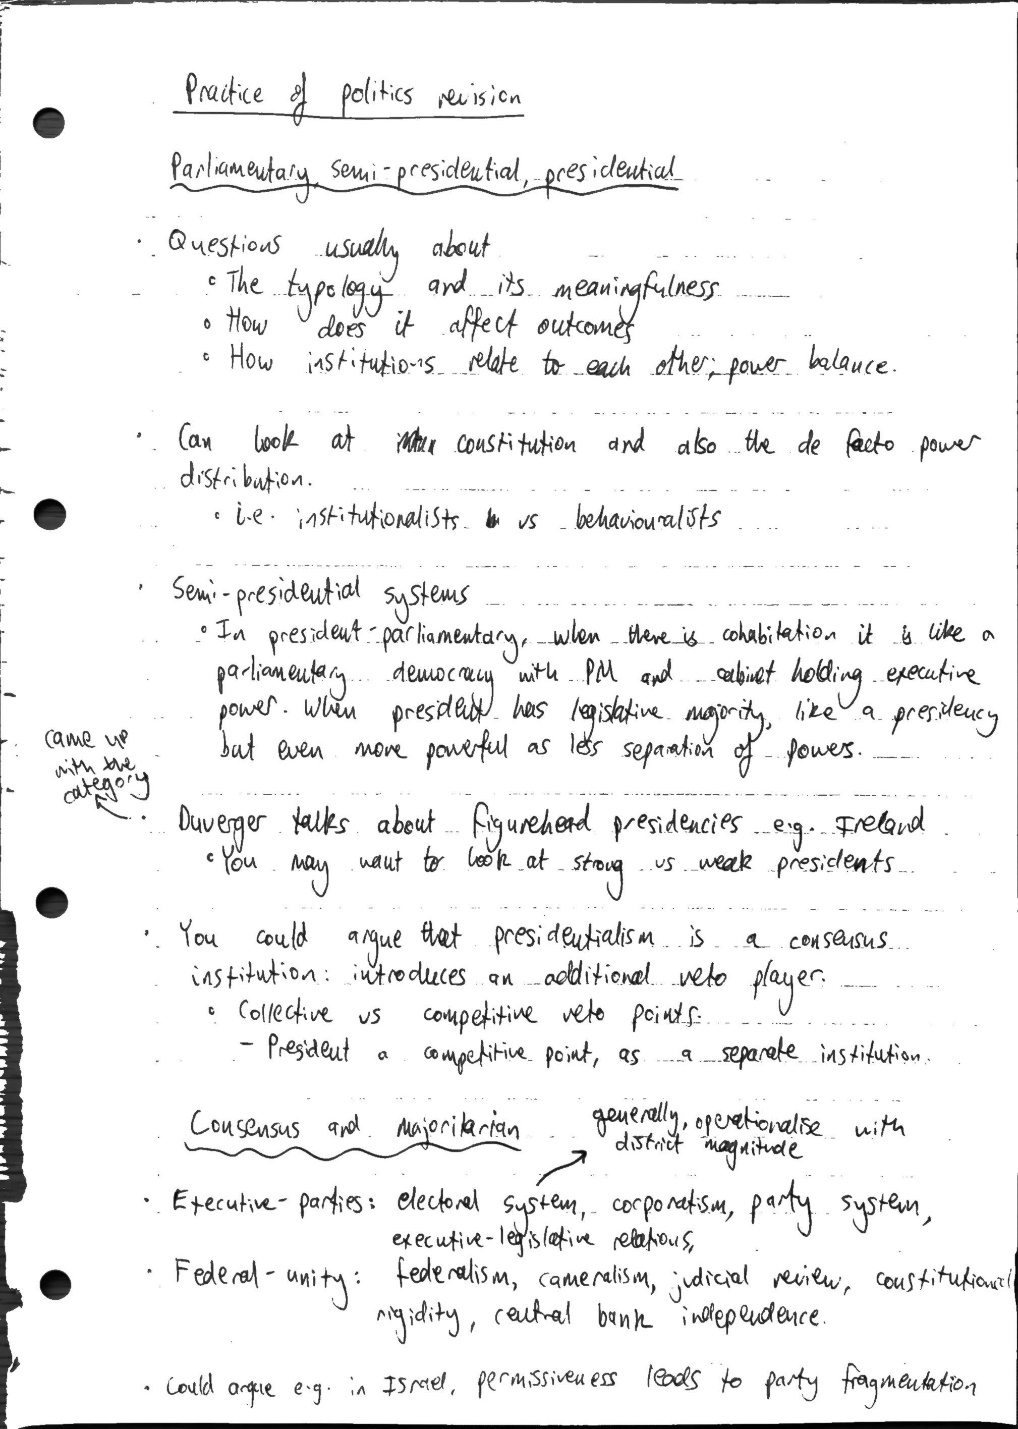 Practice of politics revision
Parliamentary, semi-presidential, presidential
· Questions usually about
∘ The typology and its meaningfulness
∘ How does it affect outcomes
∘ How institutions relate to each other; power balance.
· Can look at constitution and also the de facto power
distribution.
∘ i.e. institutionalists vs behaviouralists
· Semi-presidential systems
∘ In president-parliamentary, when there is cohabitation it is like a
parliamentary democracy with PM and cabinet holding executive
power. When president has legislative majority, like a presidency
but even more powerful as less separation of powers.
came up
with the
category
· Duverger talks about figurehead presidencies e.g. Ireland
∘ You may want to look at strong vs weak presidents
· You could argue that presidentialism is a consensus
institution: introduces an additional veto player.
∘ Collective vs competitive veto points.
– President a competitive point, as a separate institution.
Consensus and majoritarian
generally, operationalise with
district magnitude
· Executive-parties: electoral system, corporatism, party system,
executive-legislative relations,
· Federal-unity: federalism, cameralism, judicial review, constitutional
rigidity, central bank independence.
· Could argue e.g. in Israel, permissiveness leads to party fragmentation